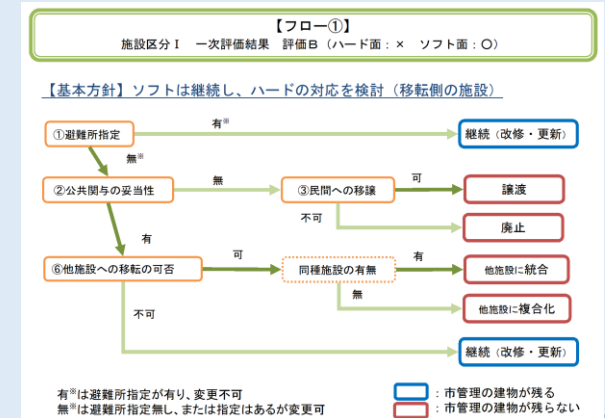 【フロー①】
施設区分Ⅰ 一次評価結果 評価B（ハード面：× ソフト面：〇）
【基本方針】ソフトは継続し、ハードの対応を検討（移転側の施設）
①避難所指定
有※
継続（改修・更新）
無※
②公共関与の妥当性
無
③民間への移譲
可
譲渡
不可
廃止
有
⑥他施設への移転の可否
可
同種施設の有無
有
他施設に統合
無
他施設に複合化
不可
継続（改修・更新）
有※は避難所指定が有り、変更不可
無※は避難所指定無し、または指定はあるが変更可
：市管理の建物が残る
：市管理の建物が残らない